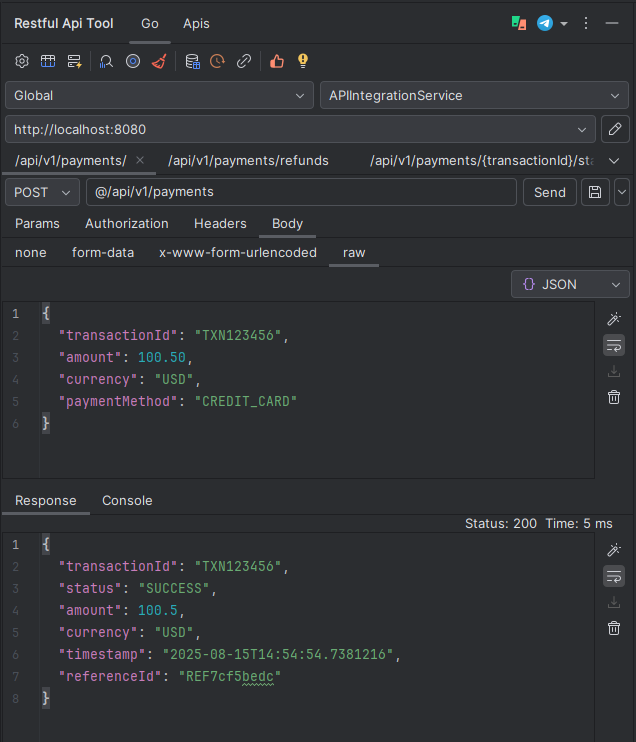 Restful Api Tool Go Apis
Global APIIntegrationService
http://localhost:8080
/api/v1/payments/ /api/v1/payments/refunds /api/v1/payments/{transactionId}/sta
POST @/api/v1/payments Send
Params Authorization Headers Body
none form-data x-www-form-urlencoded raw
{} JSON
1 {
2 "transactionId": "TXN123456",
3 "amount": 100.50,
4 "currency": "USD",
5 "paymentMethod": "CREDIT_CARD"
6 }
Response Console
Status: 200 Time: 5 ms
1 {
2 "transactionId": "TXN123456",
3 "status": "SUCCESS",
4 "amount": 100.5,
5 "currency": "USD",
6 "timestamp": "2025-08-15T14:54:54.7381216",
7 "referenceId": "REF7cf5bedc"
8 }